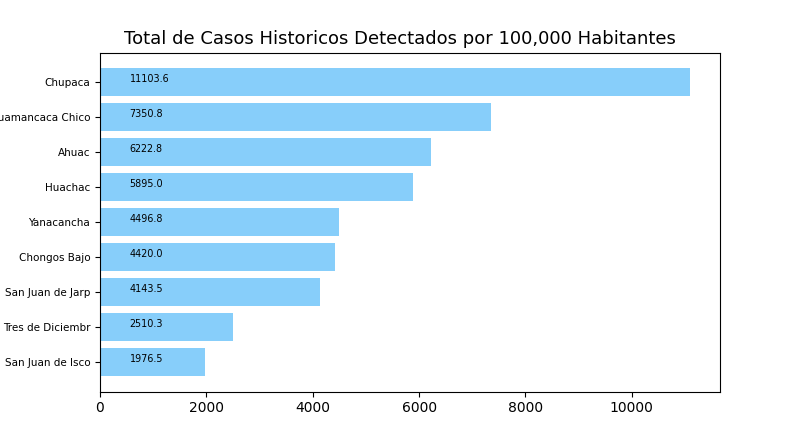 Total de Casos Historicos Detectados por 100,000 Habitantes
Chupaca 11103.6
uamancaca Chico 7350.8
Ahuac 6222.8
Huachac 5895.0
Yanacancha 4496.8
Chongos Bajo 4420.0
San Juan de Jarp 4143.5
Tres de Diciembr 2510.3
San Juan de Isco 1976.5
0 2000 4000 6000 8000 10000